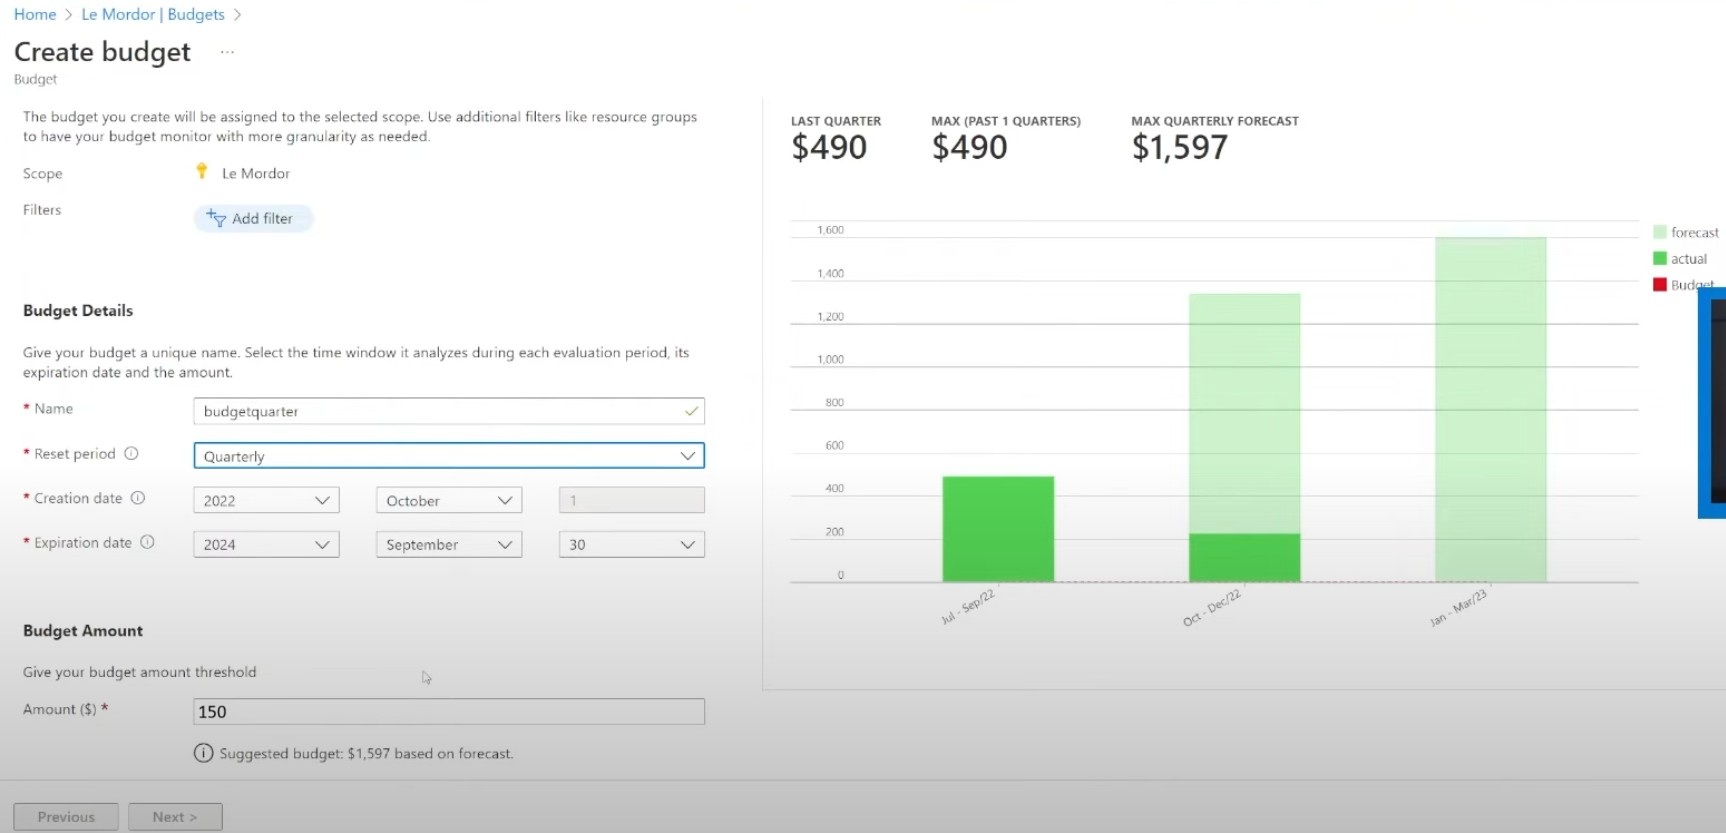 Home > Le Mordor | Budgets >
Create budget ...
Budget
The budget you create will be assigned to the selected scope. Use additional filters like resource groups
to have your budget monitor with more granularity as needed.
Scope
Le Mordor
Filters
Add filter
Budget Details
Give your budget a unique name. Select the time window it analyzes during each evaluation period, its
expiration date and the amount.
* Name
budgetquarter
* Reset period
Quarterly
* Creation date
2022
October
1
* Expiration date
2024
September
30
Budget Amount
Give your budget amount threshold
Amount ($) *
150
Suggested budget: $1,597 based on forecast.
Previous
Next >
LAST QUARTER
$490
MAX (PAST 1 QUARTERS)
$490
MAX QUARTERLY FORECAST
$1,597
1,600
1,400
1,200
1,000
800
600
400
200
0
Jul - Sep/22
Oct - Dec/22
Jan - Mar/23
forecast
actual
Budget